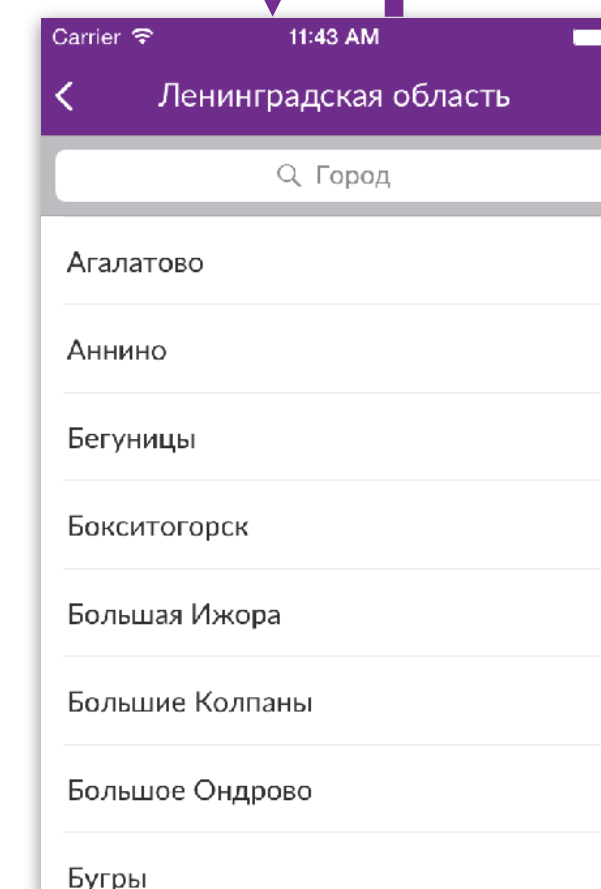 Carrier 11:43 AM
Ленинградская область
Город
Агалатово
Аннино
Бегуницы
Бокситогорск
Большая Ижора
Большие Колпаны
Большое Ондрово
Бугры